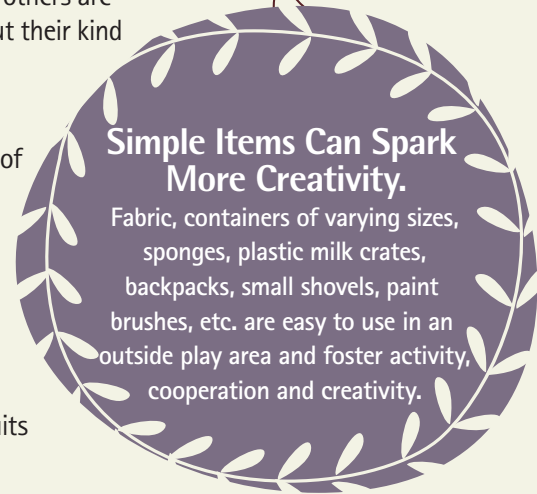 others are
ut their kind
of
Simple Items Can Spark
More Creativity.
Fabric, containers of varying sizes,
sponges, plastic milk crates,
backpacks, small shovels, paint
brushes, etc. are easy to use in an
outside play area and foster activity,
cooperation and creativity.
its